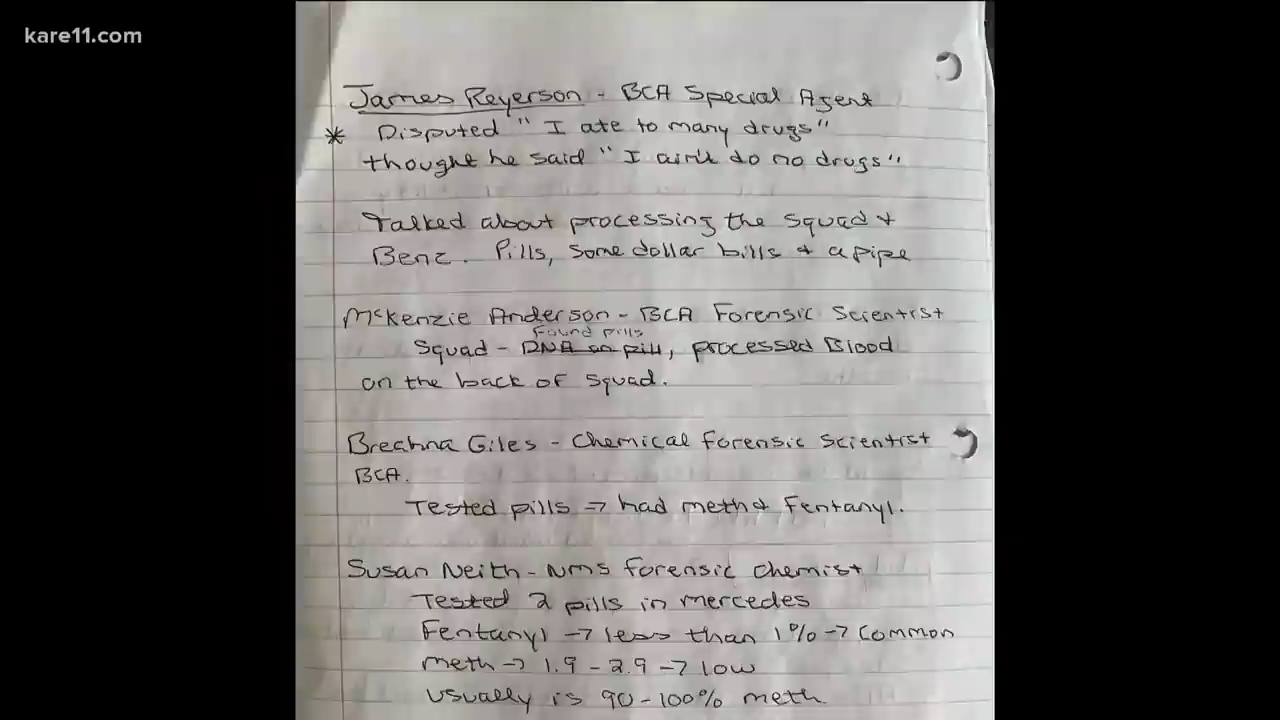 kare11.com
James Reyerson - BCA Special Agent
* Disputed "I ate to many drugs"
thought he said "I ain't do no drugs"
Talked about processing the squad &
Benz. Pills, some dollar bills & a pipe
McKenzie Anderson - BCA Forensic Scientist
Found pills
Squad - DNA on pill, processed Blood
on the back of squad.
Breahna Giles - Chemical forensic scientist
BCA.
Tested pills → had meth & Fentanyl.
Susan Neith - NMS forensic chemist
Tested 2 pills in mercedes
Fentanyl → less than 1% → common
meth → 1.9 - 2.9 → low
usually is 90-100% meth.